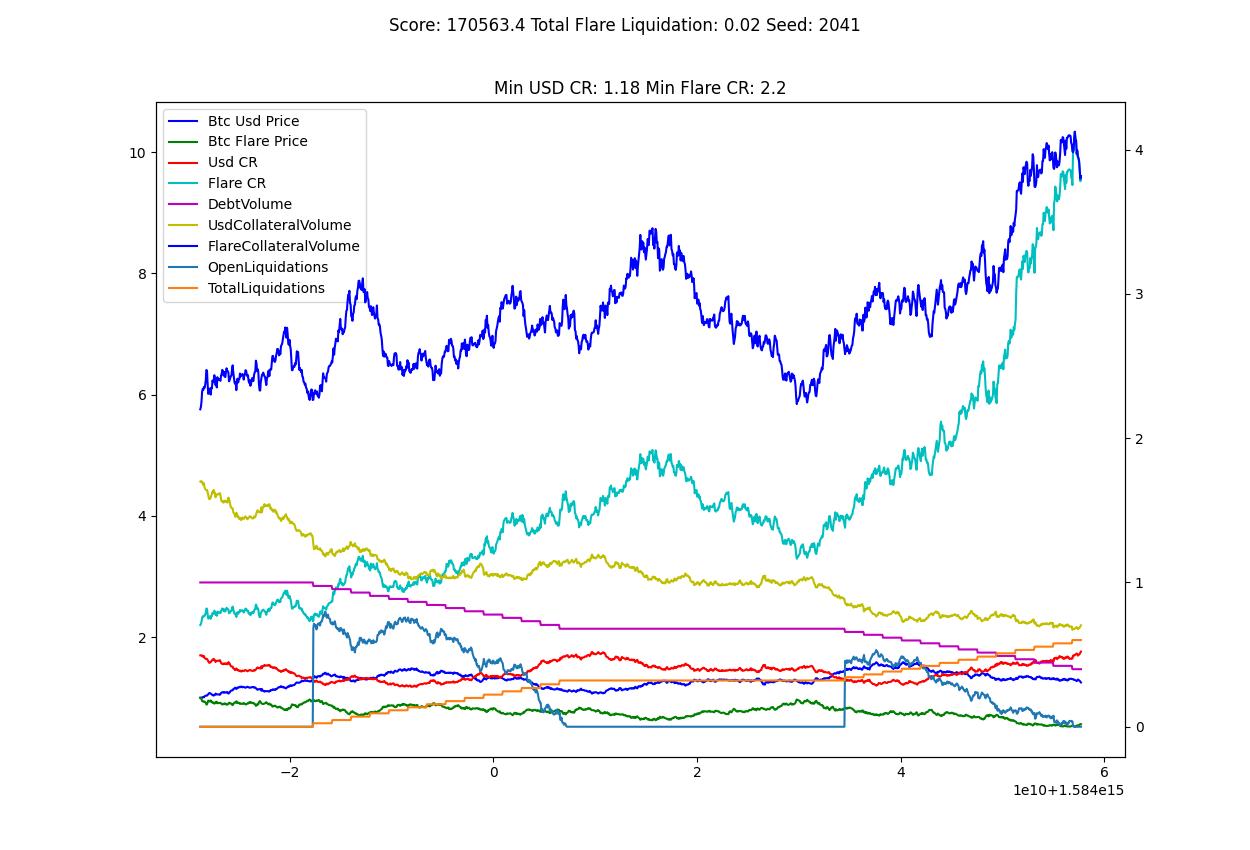 Score: 170563.4 Total Flare Liquidation: 0.02 Seed: 2041
Min USD CR: 1.18 Min Flare CR: 2.2
Btc Usd Price
Btc Flare Price
Usd CR
Flare CR
DebtVolume
UsdCollateralVolume
FlareCollateralVolume
OpenLiquidations
TotalLiquidations
10
8
6
4
2
4
3
2
1
0
−2
0
2
4
6
1e10+1.584e15